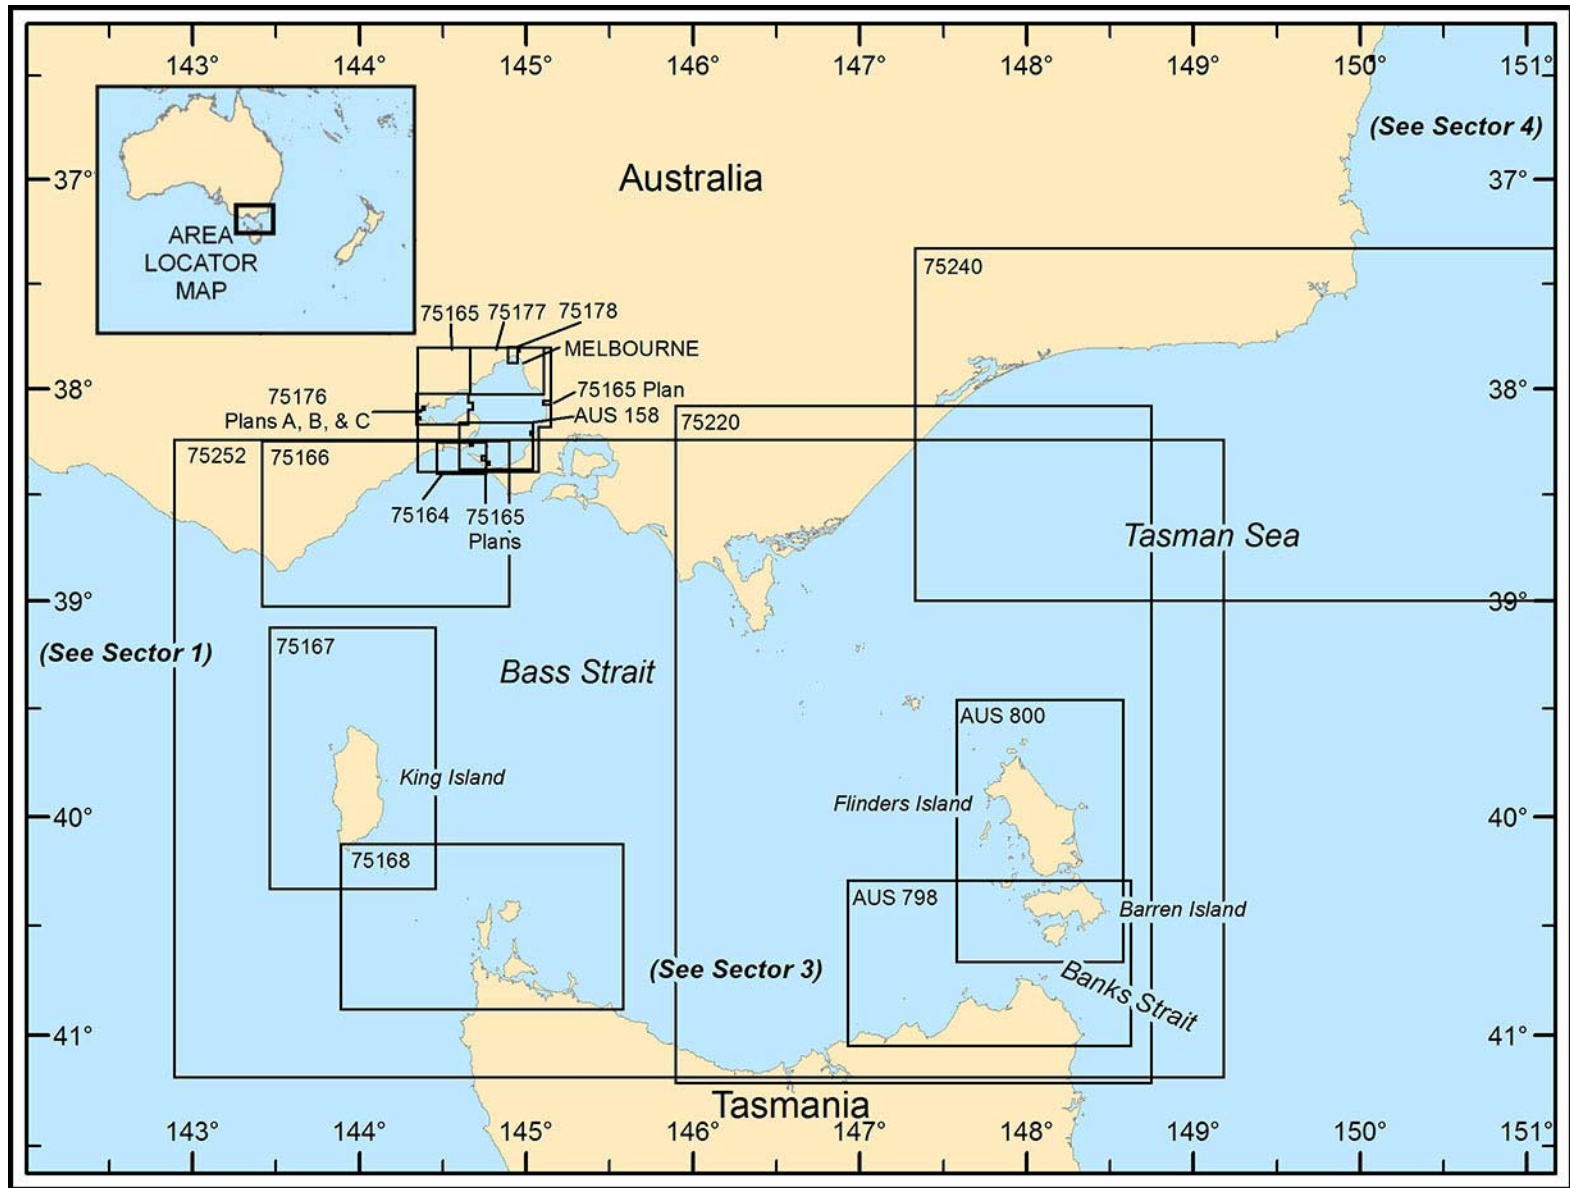 143° 144° 145° 146° 147° 148° 149° 150° 151°
(See Sector 4)
37° Australia 37°
AREA
LOCATOR
MAP
75240
75165 75177 75178
MELBOURNE
38° 75176 75165 Plan 38°
Plans A, B, & C AUS 158
75220
75252 75166
75164 75165
Plans
Tasman Sea
39° 39°
(See Sector 1) 75167
Bass Strait
AUS 800
King Island
Flinders Island
40° 40°
75168
AUS 798
Barren Island
(See Sector 3)
Banks Strait
41° 41°
Tasmania
143° 144° 145° 146° 147° 148° 149° 150° 151°